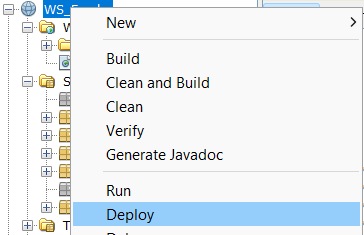 New
Build
Clean and Build
Clean
Verify
Generate Javadoc
Run
Deploy